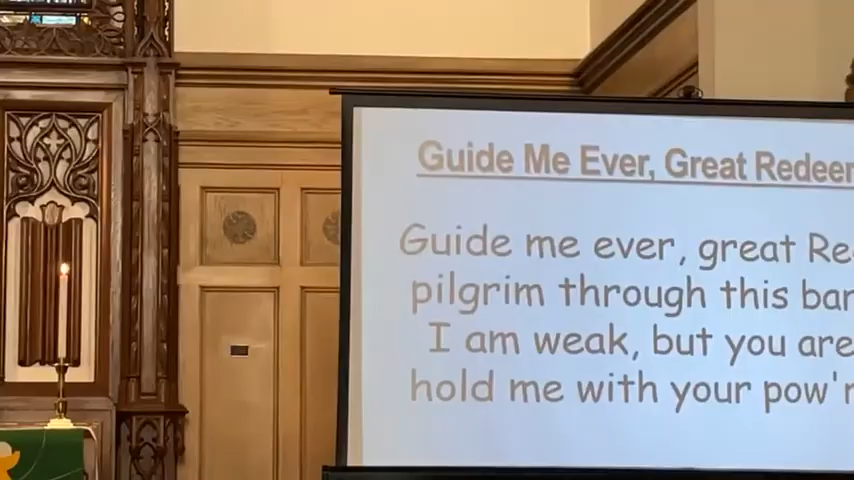 Guide Me Ever, Great Redeem
Guide me ever, great Re
pilgrim through this bar
I am weak, but you are
hold me with your pow'r